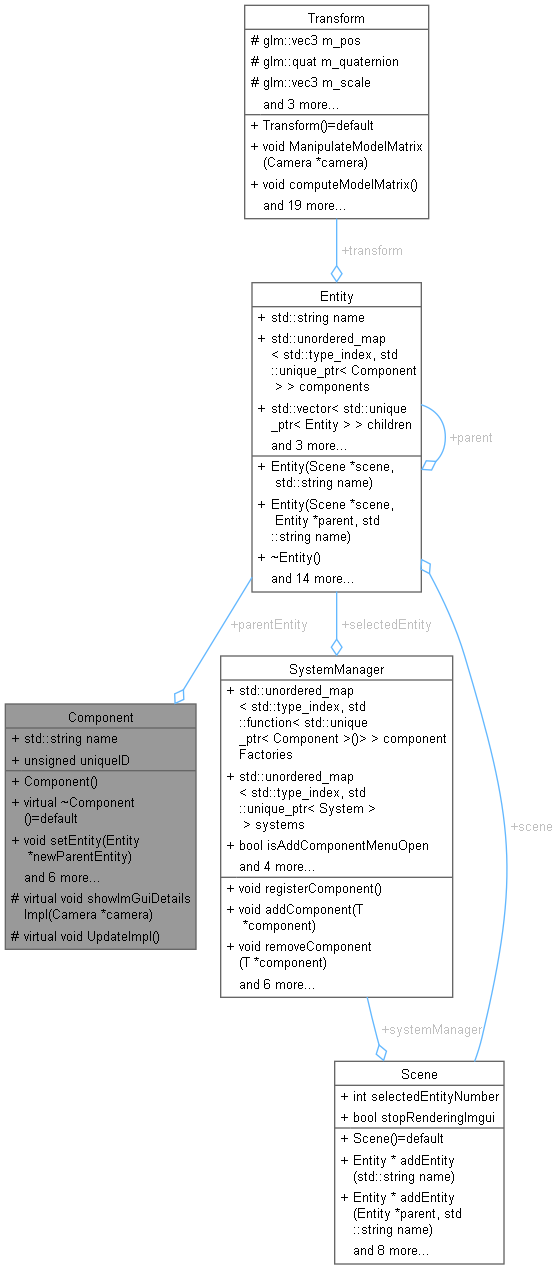 Transform
# glm::vec3 m_pos
# glm::quat m_quaternion
# glm::vec3 m_scale
and 3 more...
+ Transform()=default
+ void ManipulateModelMatrix
(Camera *camera)
+ void computeModelMatrix()
and 19 more...
+transform
Entity
+ std::string name
+ std::unordered_map
< std::type_index, std
::unique_ptr< Component
> > components
+ std::vector< std::unique
_ptr< Entity > > children
and 3 more...
+ Entity(Scene *scene,
std::string name)
+ Entity(Scene *scene,
Entity *parent, std
::string name)
+ ~Entity()
and 14 more...
+parent
+parentEntity
+selectedEntity
Component
+ std::string name
+ unsigned uniqueID
+ Component()
+ virtual ~Component
()=default
+ void setEntity(Entity
*newParentEntity)
and 6 more...
# virtual void showImGuiDetails
Impl(Camera *camera)
# virtual void UpdateImpl()
SystemManager
+ std::unordered_map
< std::type_index, std
::function< std::unique
_ptr< Component >()> > component
Factories
+ std::unordered_map
< std::type_index, std
::unique_ptr< System >
> > systems
+ bool isAddComponentMenuOpen
and 4 more...
+ void registerComponent()
+ void addComponent(T
*component)
+ void removeComponent
(T *component)
and 6 more...
+scene
+systemManager
Scene
+ int selectedEntityNumber
+ bool stopRenderingImgui
+ Scene()=default
+ Entity * addEntity
(std::string name)
+ Entity * addEntity
(Entity *parent, std
::string name)
and 8 more...